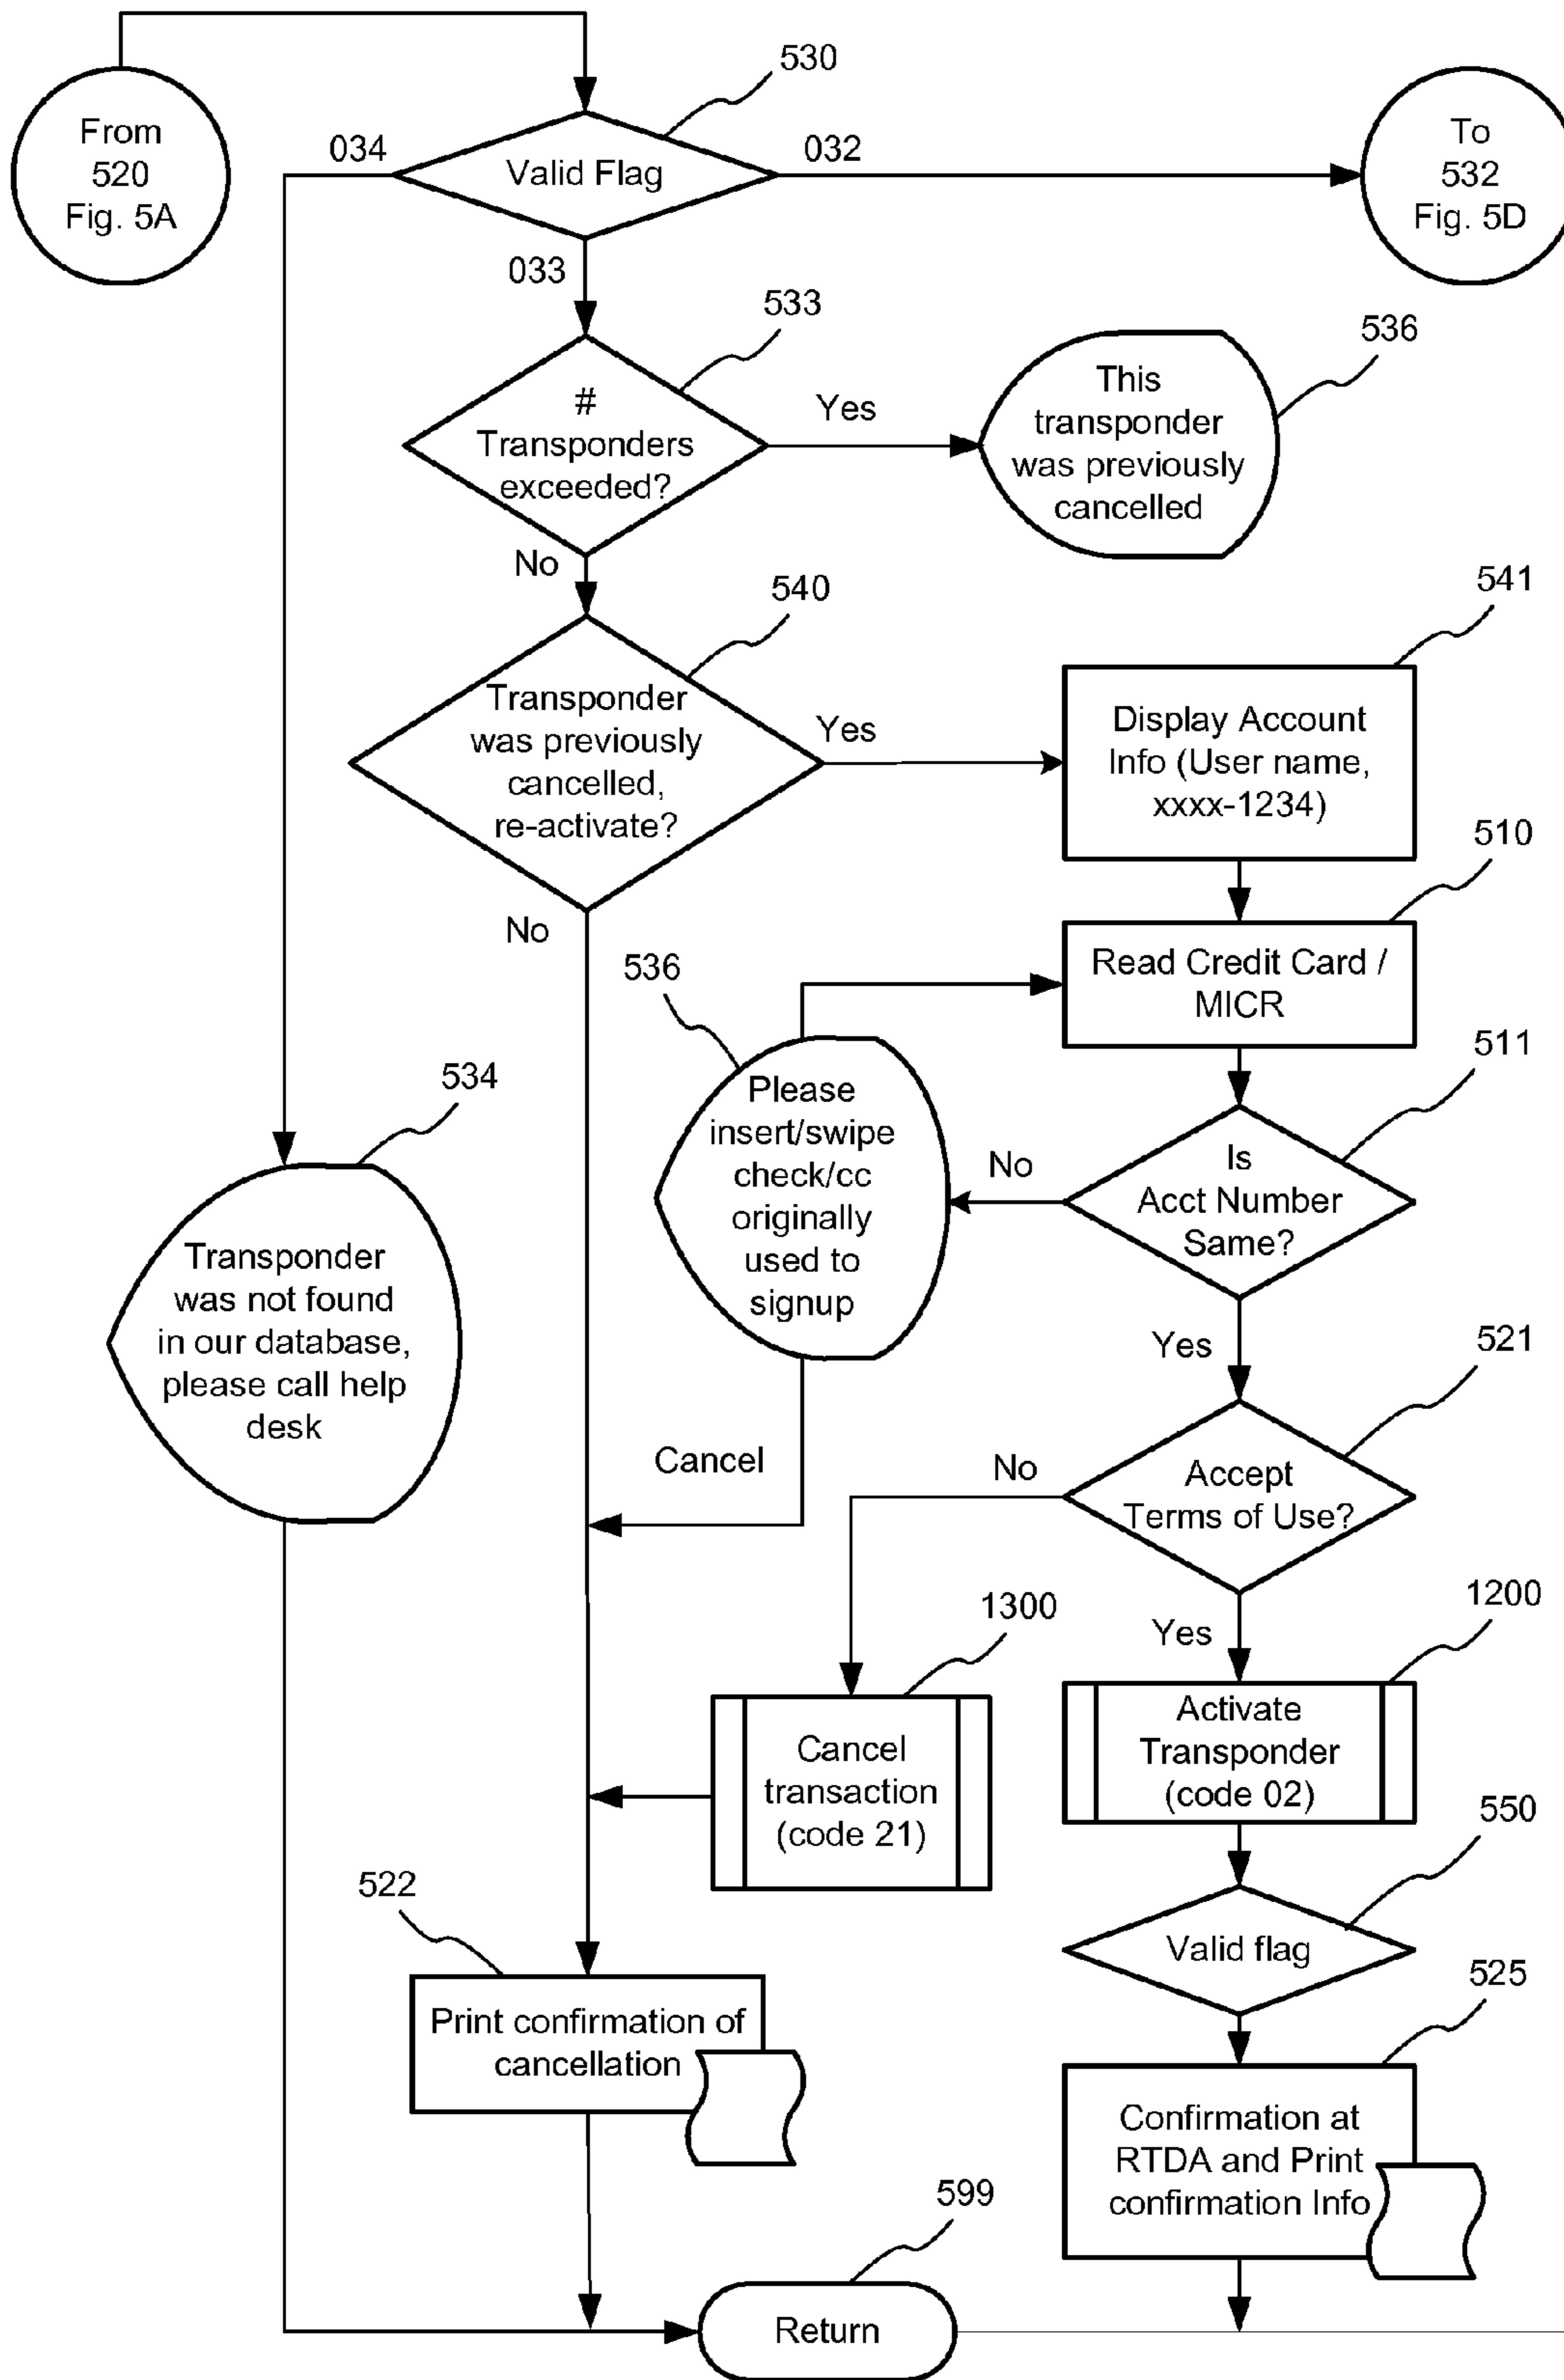 From
520
Fig. 5A
530
034
Valid Flag
032
To
532
Fig. 5D
033
533
#
Transponders
exceeded?
Yes
This
transponder
was previously
cancelled
536
No
540
Transponder
was previously
cancelled,
re-activate?
Yes
541
Display Account
Info (User name,
xxxx-1234)
No
510
Read Credit Card /
MICR
536
Please
insert/swipe
check/cc
originally
used to
signup
511
Is
Acct Number
Same?
No
534
Transponder
was not found
in our database,
please call help
desk
Cancel
Yes
521
Accept
Terms of Use?
No
1300
Cancel
transaction
(code 21)
Yes
1200
Activate
Transponder
(code 02)
550
Valid flag
522
Print confirmation of
cancellation
525
Confirmation at
RTDA and Print
confirmation Info
599
Return